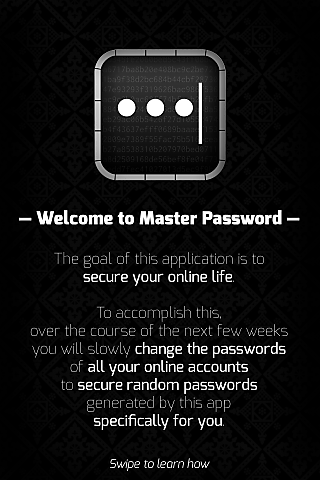 — Welcome to Master Password —
The goal of this application is to
secure your online life.
To accomplish this,
over the course of the next few weeks
you will slowly change the passwords
of all your online accounts
to secure random passwords
generated by this app
specifically for you.
Swipe to learn how